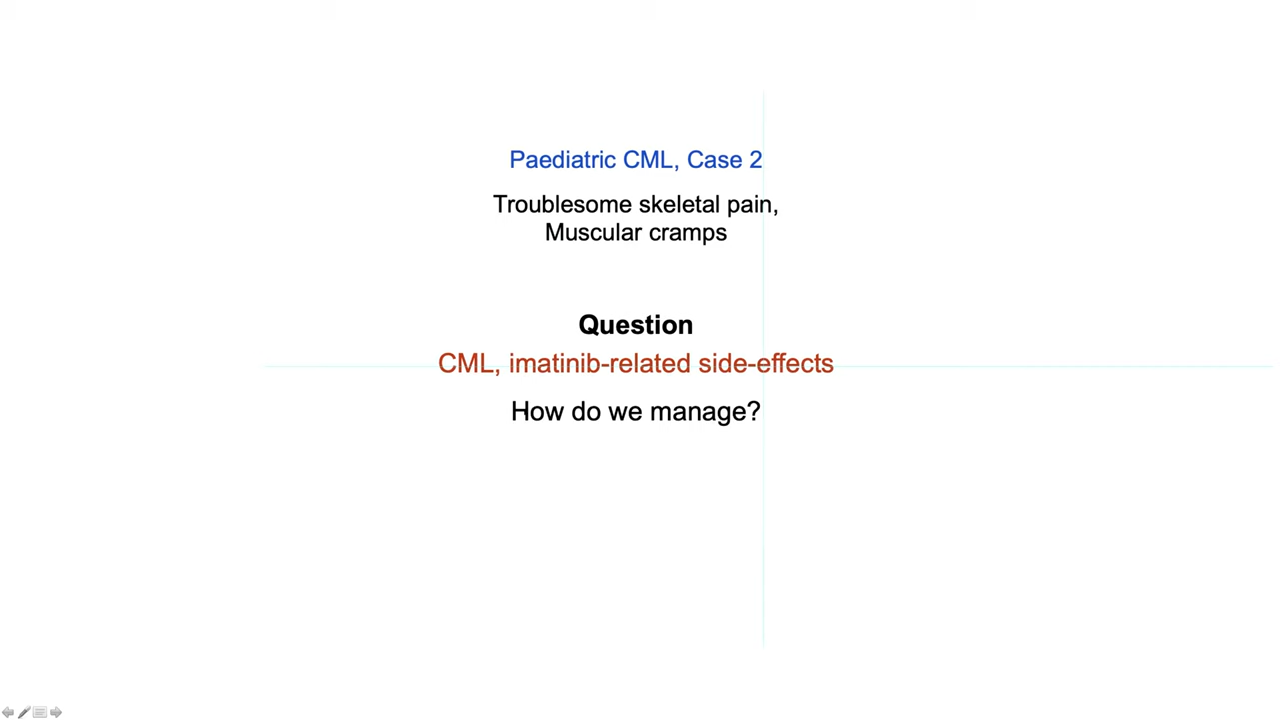 Paediatric CML, Case 2
Troublesome skeletal pain,
Muscular cramps
Question
CML, imatinib-related side-effects
How do we manage?